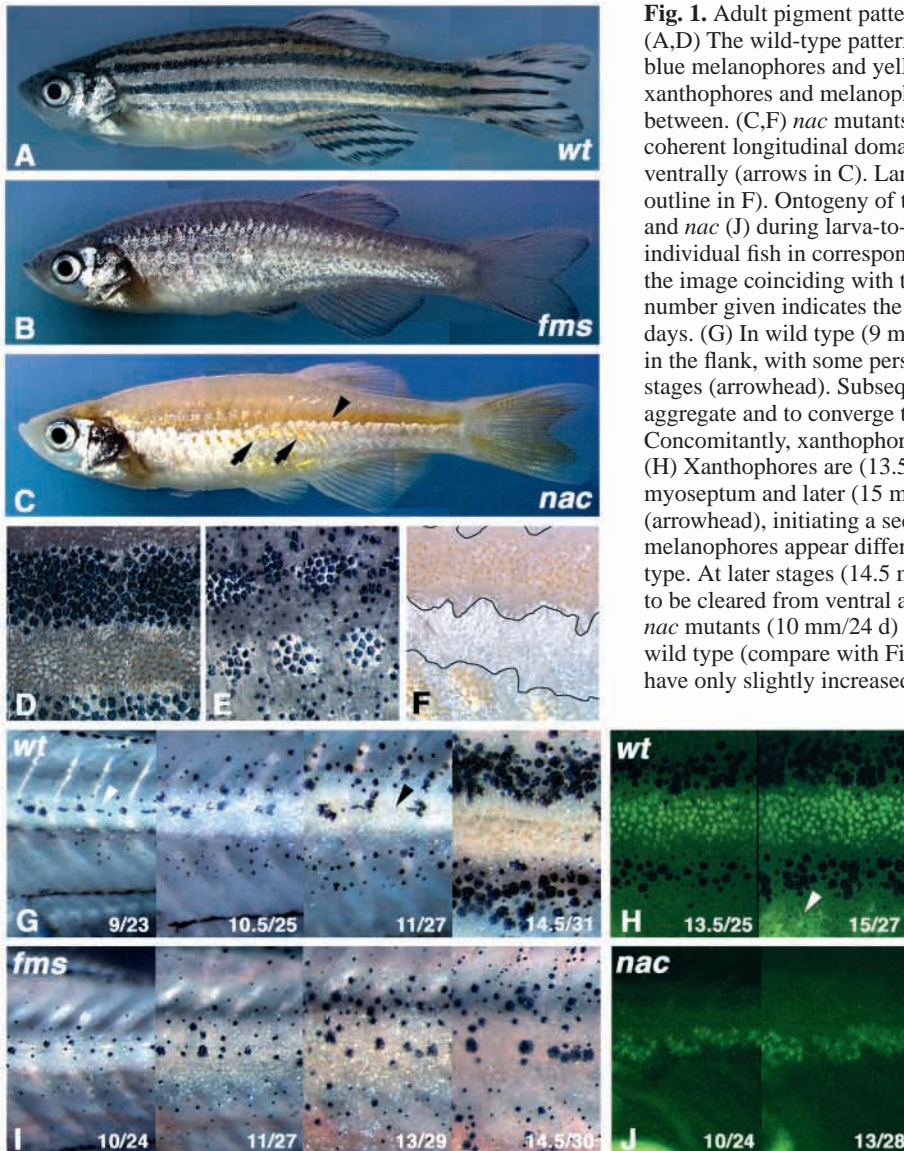 Fig. 1. Adult pigment patte
(A,D) The wild-type pattern
blue melanophores and yell
xanthophores and melanoph
between. (C,F) nac mutants
coherent longitudinal doma
ventrally (arrows in C). Lar
outline in F). Ontogeny of t
and nac (J) during larva-to-
individual fish in correspon
the image coinciding with t
number given indicates the
days. (G) In wild type (9 m
in the flank, with some pers
stages (arrowhead). Subseq
aggregate and to converge t
Concomitantly, xanthophor
(H) Xanthophores are (13.5
myoseptum and later (15 m
(arrowhead), initiating a sec
melanophores appear differ
type. At later stages (14.5 m
to be cleared from ventral a
nac mutants (10 mm/24 d)
wild type (compare with Fi
have only slightly increased
A wt
B fms
C nac
D E F
wt
G 9/23 10.5/25 11/27 14.5/31
wt
H 13.5/25 15/27
fms
I 10/24 11/27 13/29 14.5/30
nac
J 10/24 13/28